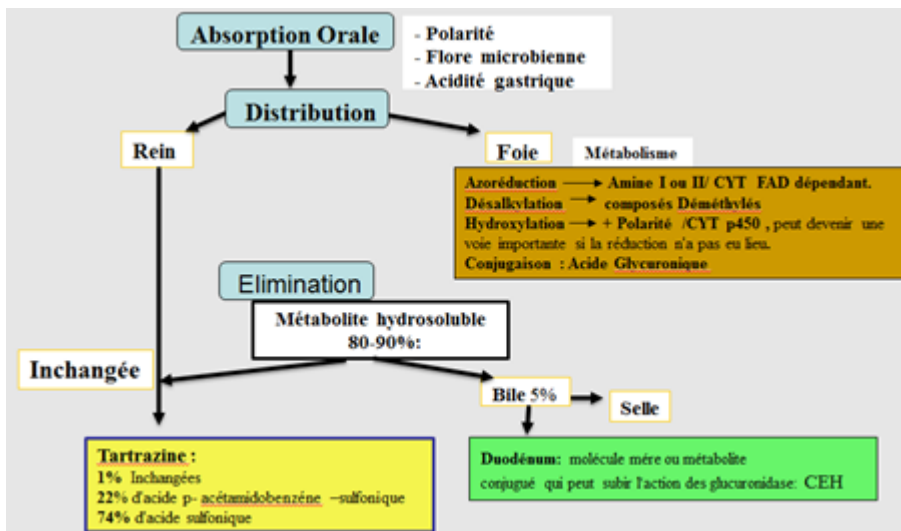 Absorption Orale
- Polarité
- Flore microbienne
- Acidité gastrique
Distribution
Rein
Foie
Métabolisme
Azoréduction → Amine I ou II/ CYT FAD dépendant.
Désalkylation → composés Déméthylés
Hydroxylation → + Polarité /CYT p450 , peut devenir une
voie importante si la réduction n'a pas eu lieu.
Conjugaison : Acide Glycuronique
Elimination
Métabolite hydrosoluble
80-90%:
Inchangée
Bile 5%
Selle
Tartrazine :
1% Inchangées
22% d'acide p- acétamidobenzéne –sulfonique
74% d'acide sulfonique
Duodénum: molécule mére ou métabolite
conjugué qui peut subir l'action des glucuronidase: CEH